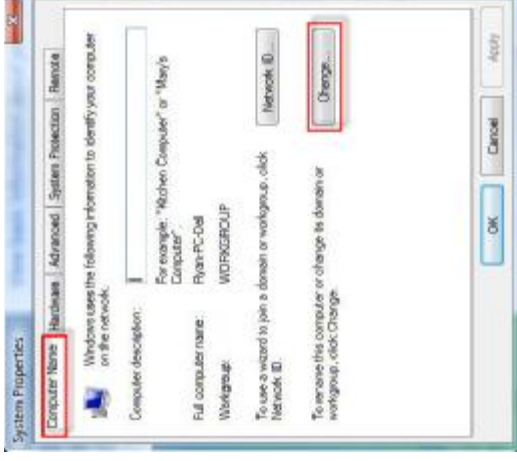 System Properties
Computer Name
Hardware
Advanced
System Protection
Remote
Windows uses the following information to identify your computer
on the network.
Computer description:
For example: "Kitchen Computer" or "Mary's
Computer"
Full computer name: Ryan-PC-Dell
Workgroup: WORKGROUP
To use a wizard to join a domain or workgroup, click
Network ID.
Network ID...
To rename this computer or change its domain or
workgroup, click Change.
Change...
OK
Cancel
Apply